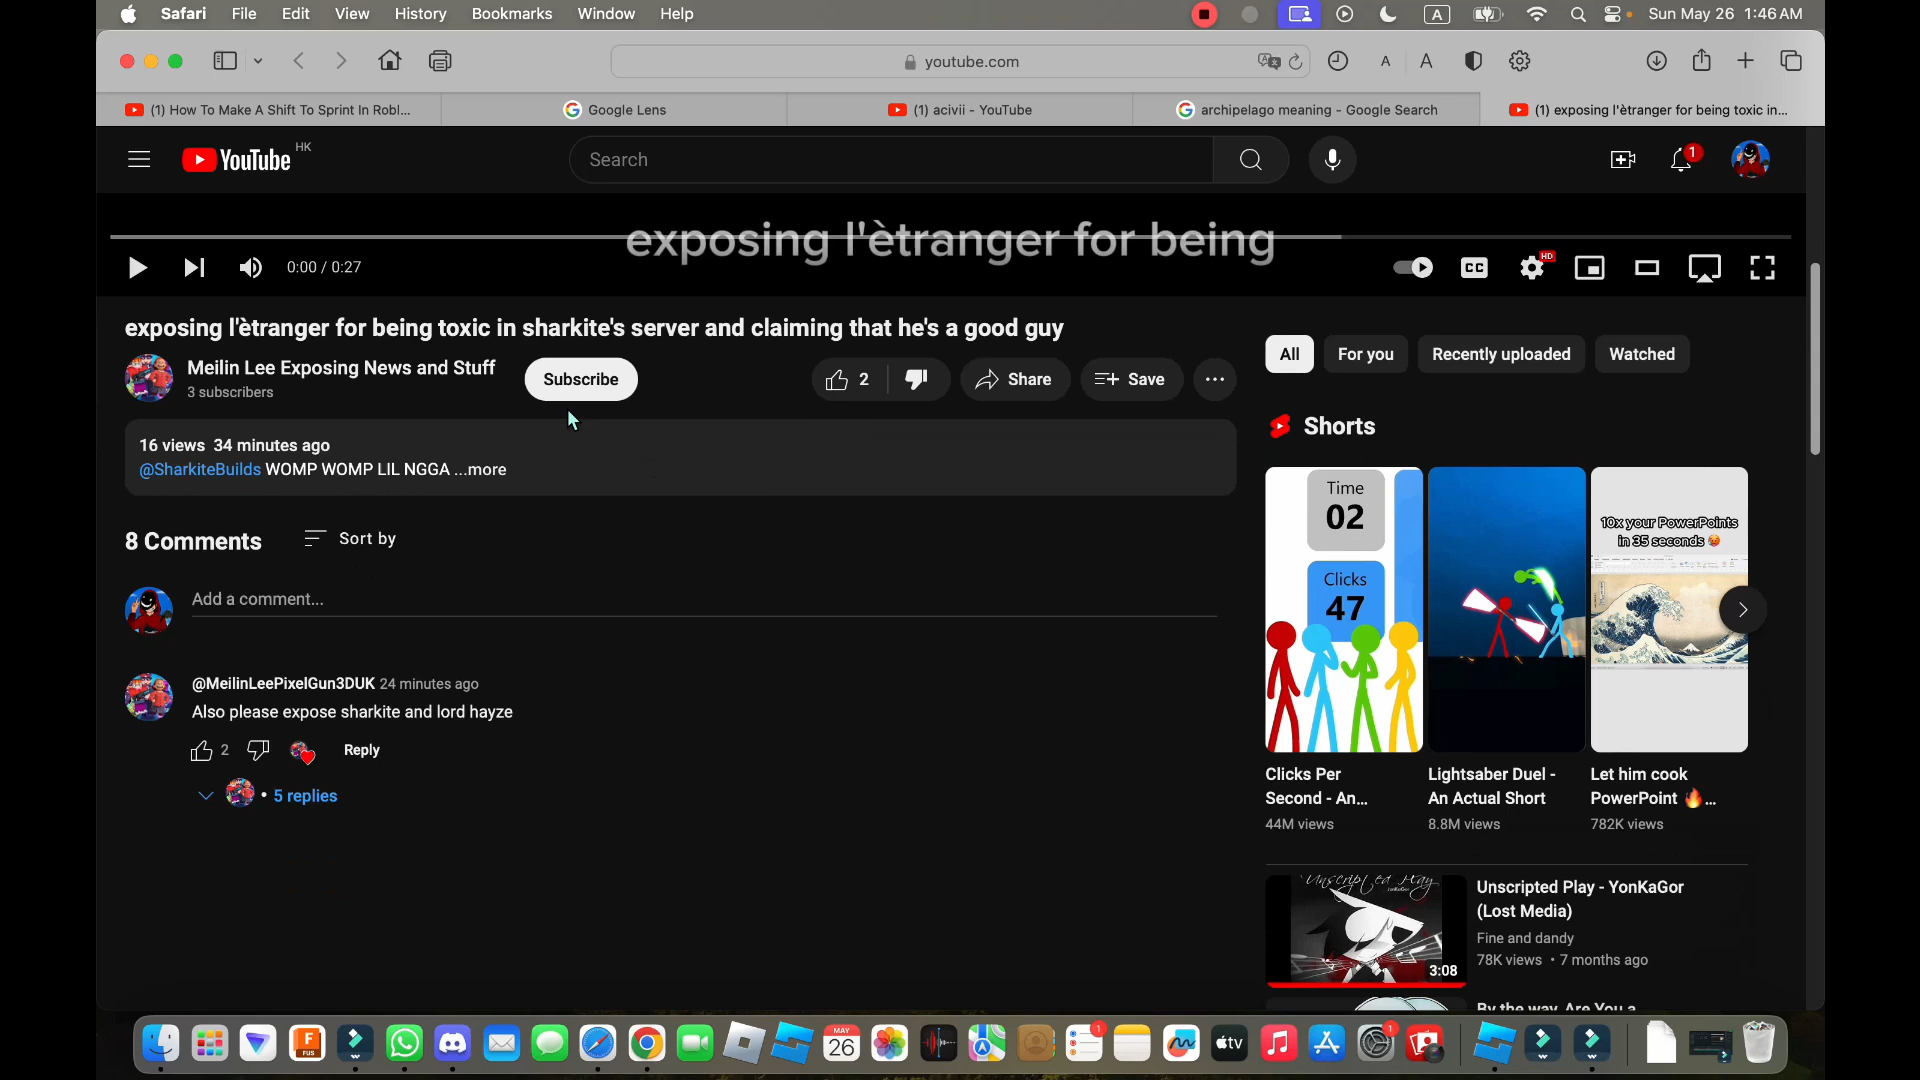 Safari File Edit View History Bookmarks Window Help
A
Sun May 26 1:46 AM
youtube.com
A A
(1) How To Make A Shift To Sprint In Robl...
Google Lens
(1) acivii - YouTube
archipelago meaning - Google Search
(1) exposing l'ètranger for being toxic in...
YouTube HK
Search
1
exposing l'ètranger for being
0:00 / 0:27
CC
HD
exposing l'ètranger for being toxic in sharkite's server and claiming that he's a good guy
Meilin Lee Exposing News and Stuff
3 subscribers
Subscribe
2
Share
Save
16 views 34 minutes ago
@SharkiteBuilds WOMP WOMP LIL NGGA ...more
8 Comments
Sort by
Add a comment...
@MeilinLeePixelGun3DUK 24 minutes ago
Also please expose sharkite and lord hayze
2
Reply
• 5 replies
All
For you
Recently uploaded
Watched
Shorts
Time
02
Clicks
47
10x your PowerPoints
in 35 seconds 🥵
Clicks Per
Second - An...
44M views
Lightsaber Duel -
An Actual Short
8.8M views
Let him cook
PowerPoint 🔥...
782K views
Unscripted Play
YonKaGor
3:08
Unscripted Play - YonKaGor
(Lost Media)
Fine and dandy
78K views • 7 months ago
By the way, Are You a
F
FUS
MAY
26
1
tv
1